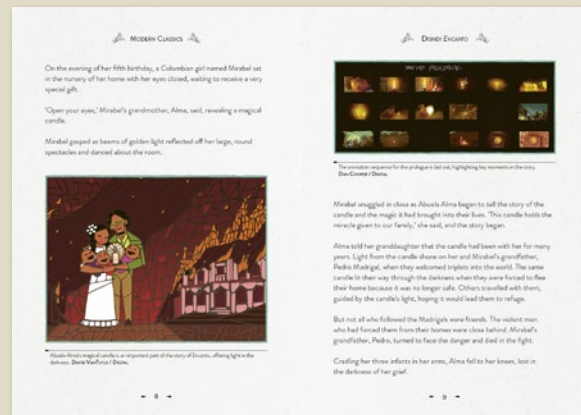 MODERN CLASSICS
On the evening of her fifth birthday, a Colombian girl named Mirabel sat
in the nursery of her home with her eyes closed, waiting to receive a very
special gift.
'Open your eyes,' Mirabel's grandmother, Alma, said, revealing a magical
candle.
Mirabel gasped as beams of golden light reflected off her large, round
spectacles and danced about the room.
Abuela Alma's magical candle is an important part of the story of Encanto, offering light in the
darkness. DAVID VANTUYLE / DIGITAL
8
DISNEY ENCANTO
The animation sequence for the prologue is laid out, highlighting key moments in the story.
DAN COOPER / DIGITAL
Mirabel snuggled in close as Abuela Alma began to tell the story of the
candle and the magic it had brought into their lives. 'This candle holds the
miracle given to our family,' she said, and the story began.
Alma told her granddaughter that the candle had been with her for many
years. Light from the candle shone on her and Mirabel's grandfather,
Pedro Madrigal, when they welcomed triplets into the world. The same
candle lit their way through the darkness when they were forced to flee
their home because it was no longer safe. Others travelled with them,
guided by the candle's light, hoping it would lead them to refuge.
But not all who followed the Madrigals were friends. The violent men
who had forced them from their homes were close behind. Mirabel's
grandfather, Pedro, turned to face the danger and died in the fight.
Cradling her three infants in her arms, Alma fell to her knees, lost in
the darkness of her grief.
9